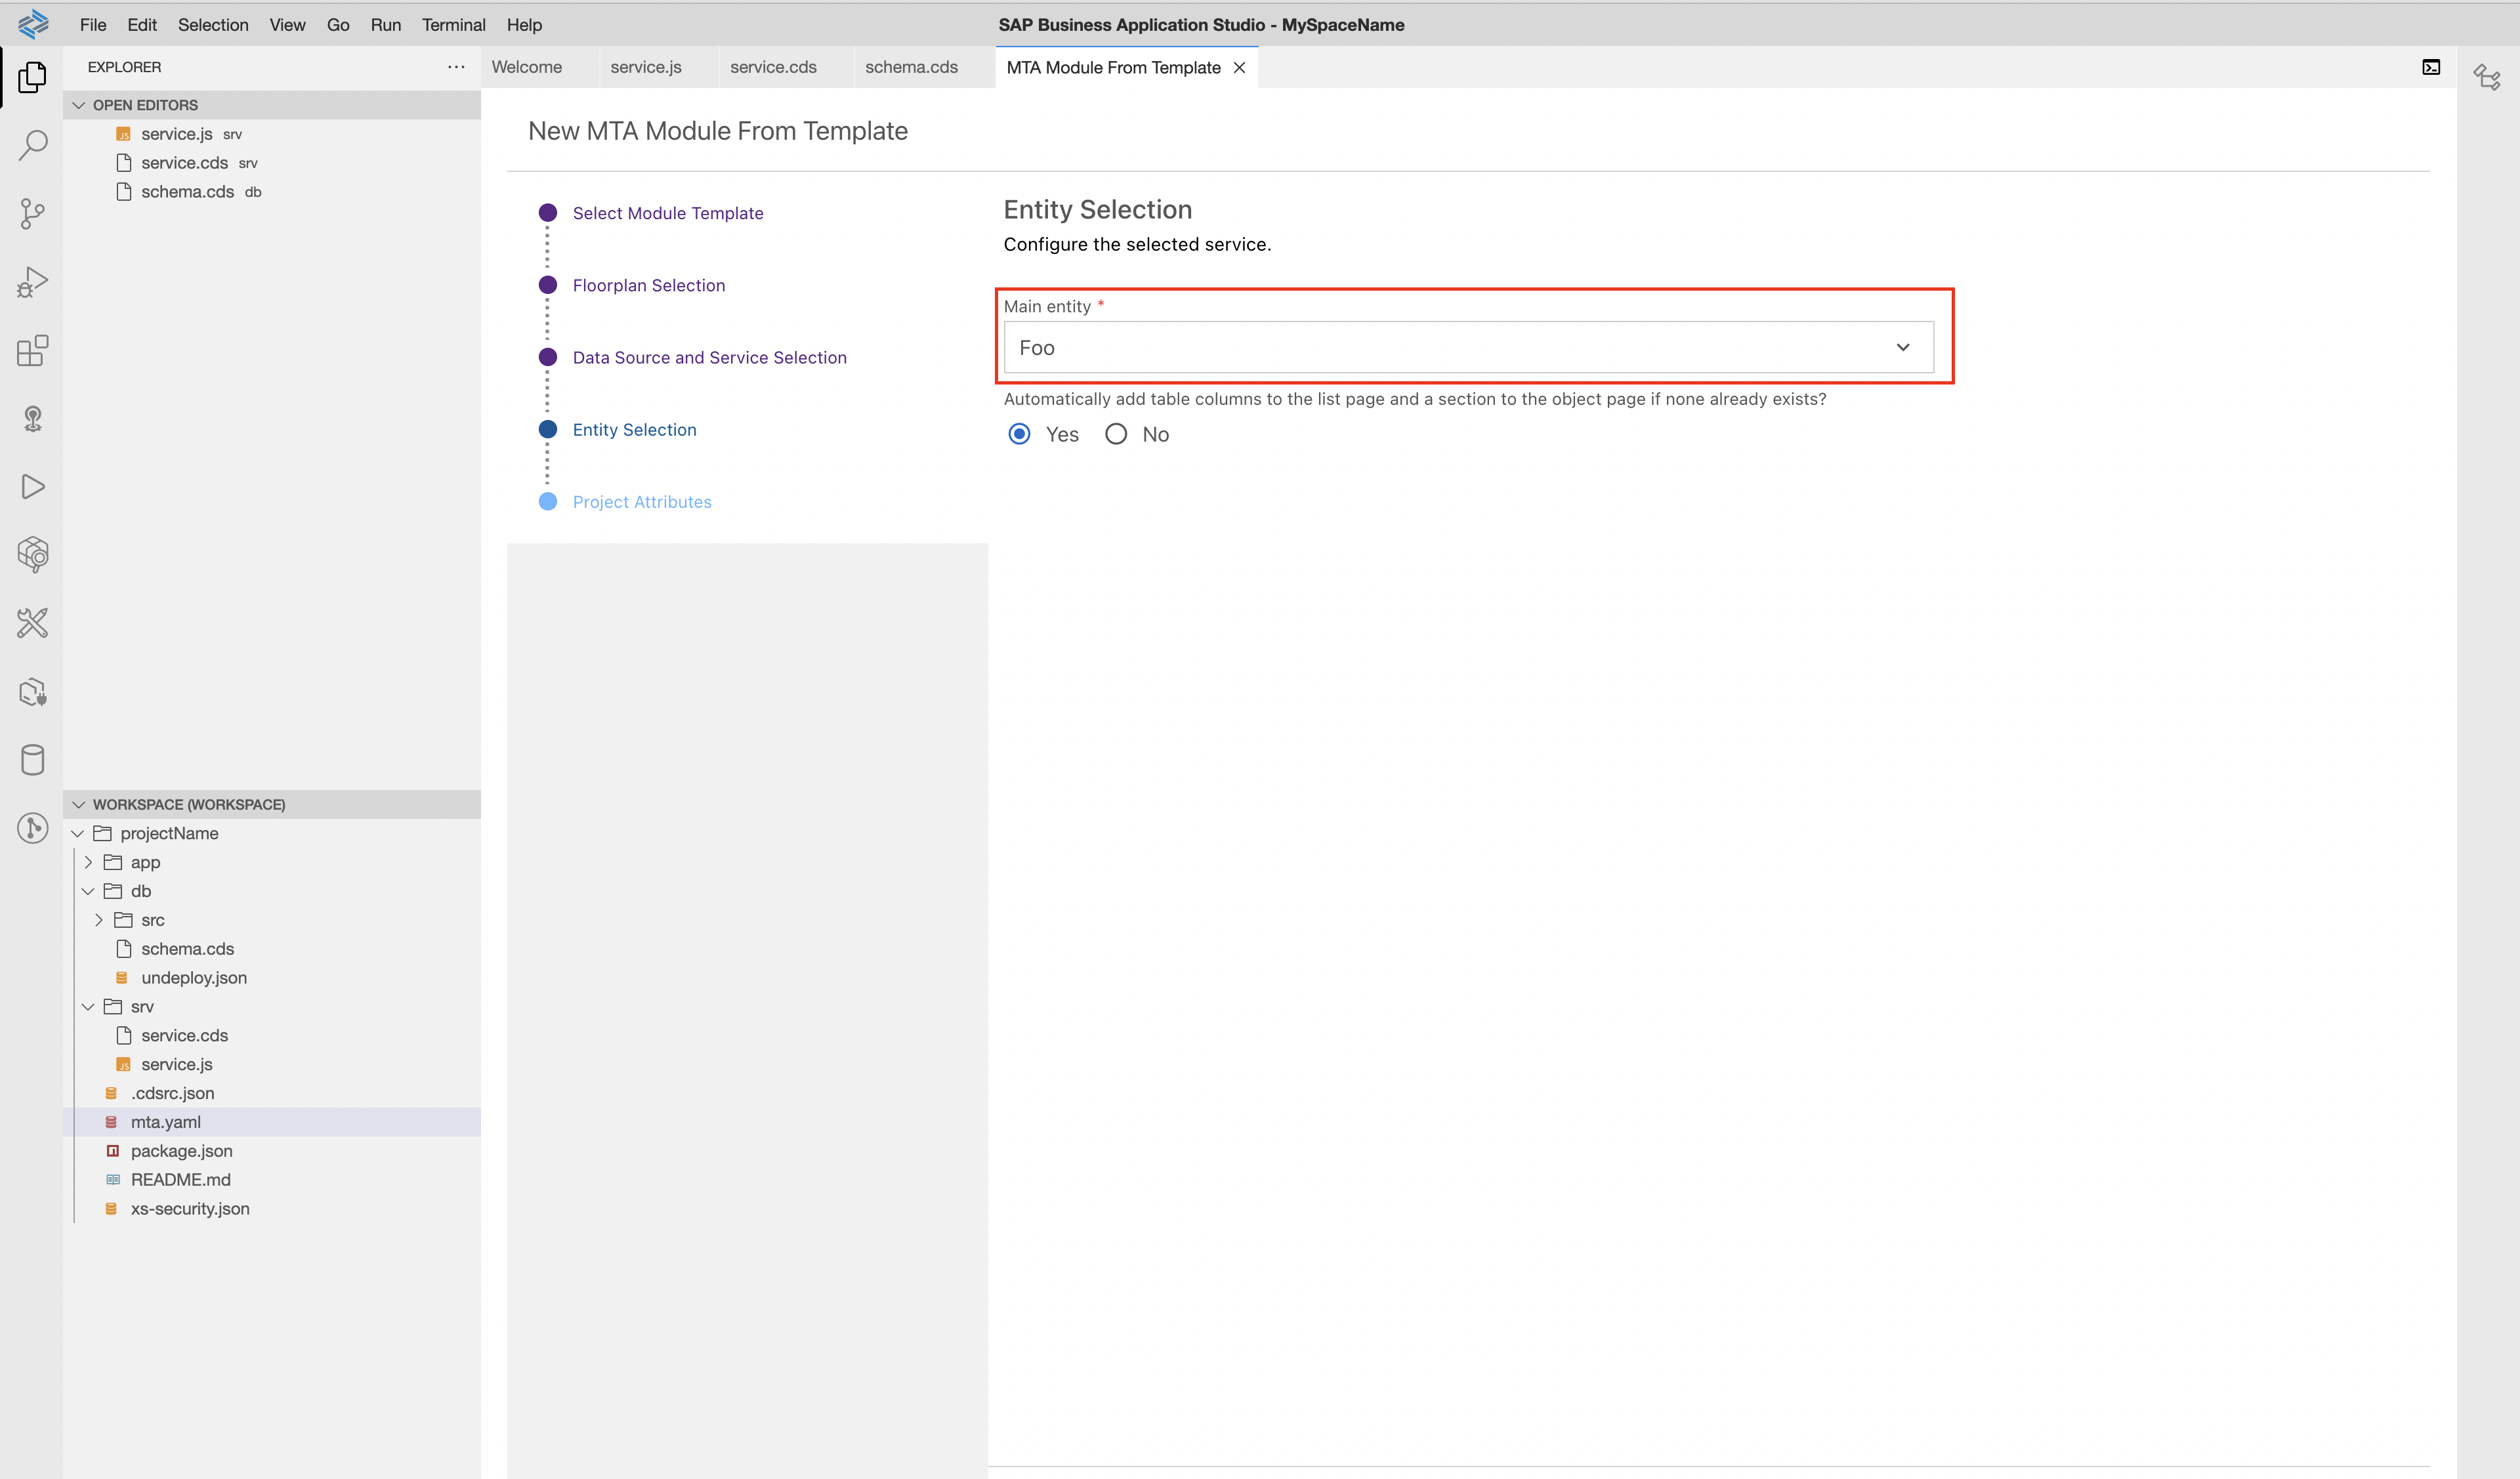 File Edit Selection View Go Run Terminal Help
SAP Business Application Studio - MySpaceName
EXPLORER
OPEN EDITORS
service.js srv
service.cds srv
schema.cds db
WORKSPACE (WORKSPACE)
projectName
app
db
src
schema.cds
undeploy.json
srv
service.cds
service.js
.cdsrc.json
mta.yaml
package.json
README.md
xs-security.json
Welcome service.js service.cds schema.cds MTA Module From Template
New MTA Module From Template
Select Module Template
Floorplan Selection
Data Source and Service Selection
Entity Selection
Project Attributes
Entity Selection
Configure the selected service.
Main entity *
Foo
Automatically add table columns to the list page and a section to the object page if none already exists?
Yes No